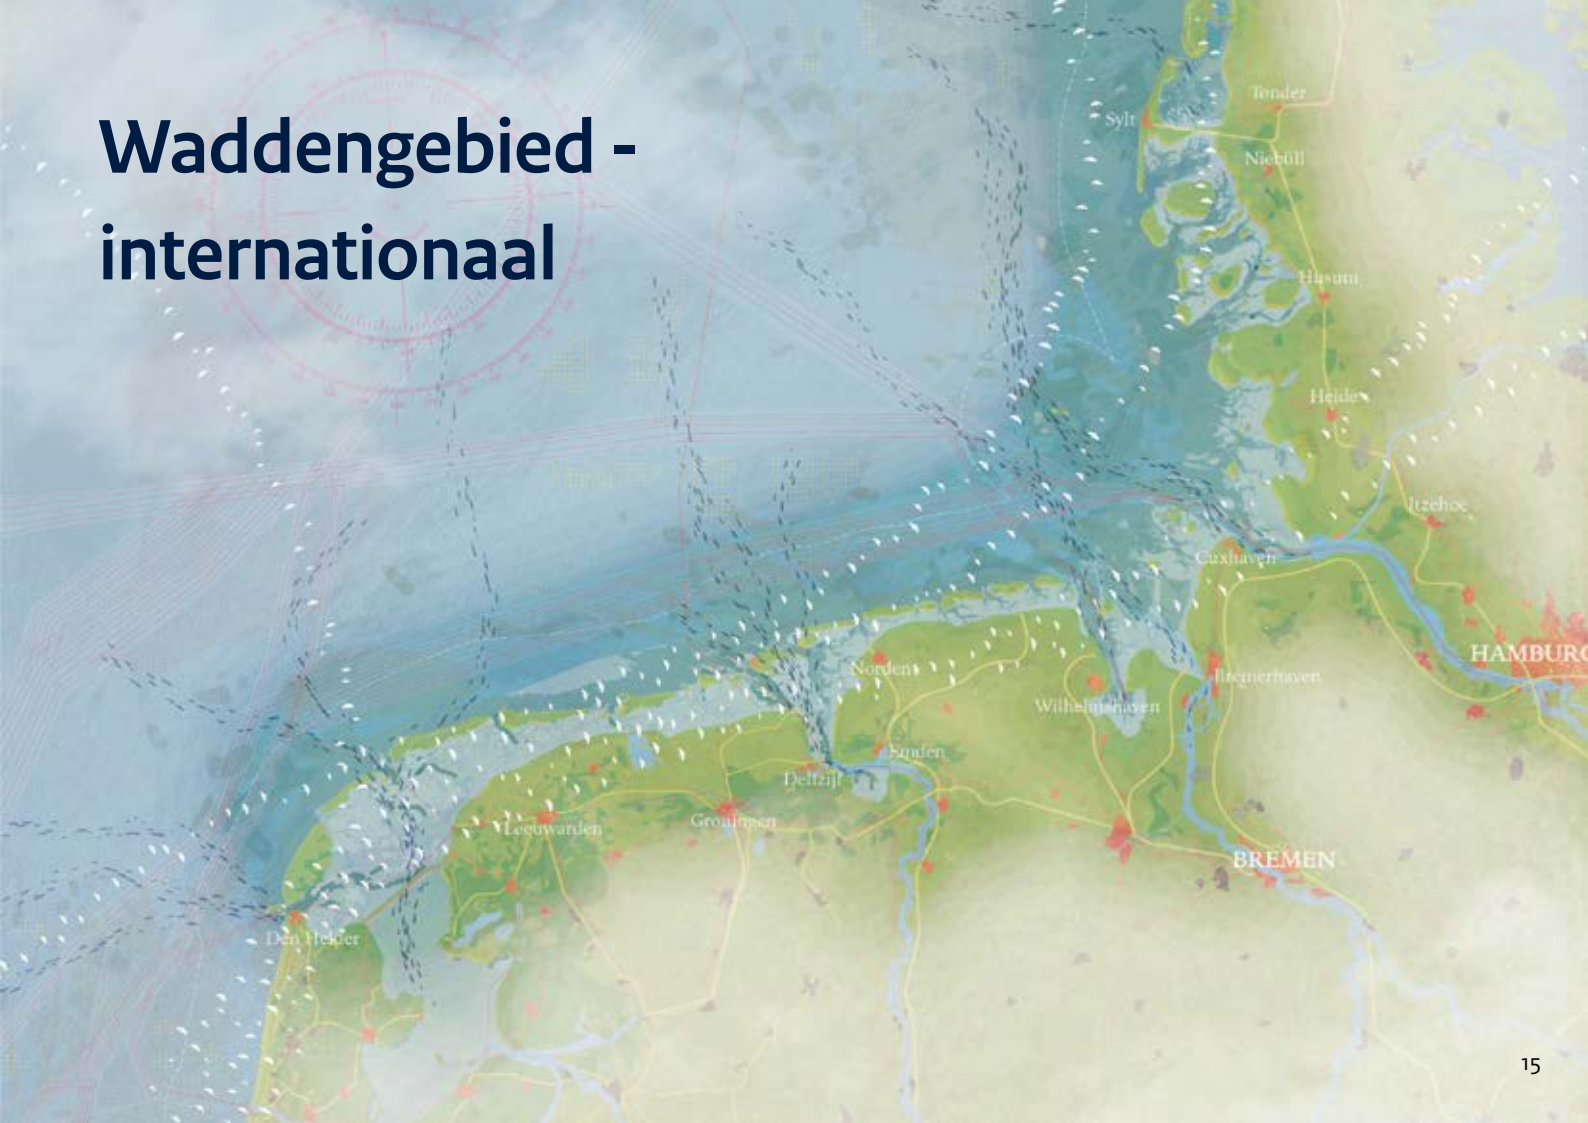 Waddengebied -
internationaal
Tonder
Sylt
Niebüll
Husum
Heide
Itzehoe
Cuxhaven
HAMBURG
Norden
Bremerhaven
Wilhelmshaven
Emden
Delfzijl
Groningen
Leeuwarden
BREMEN
Den Helder
15